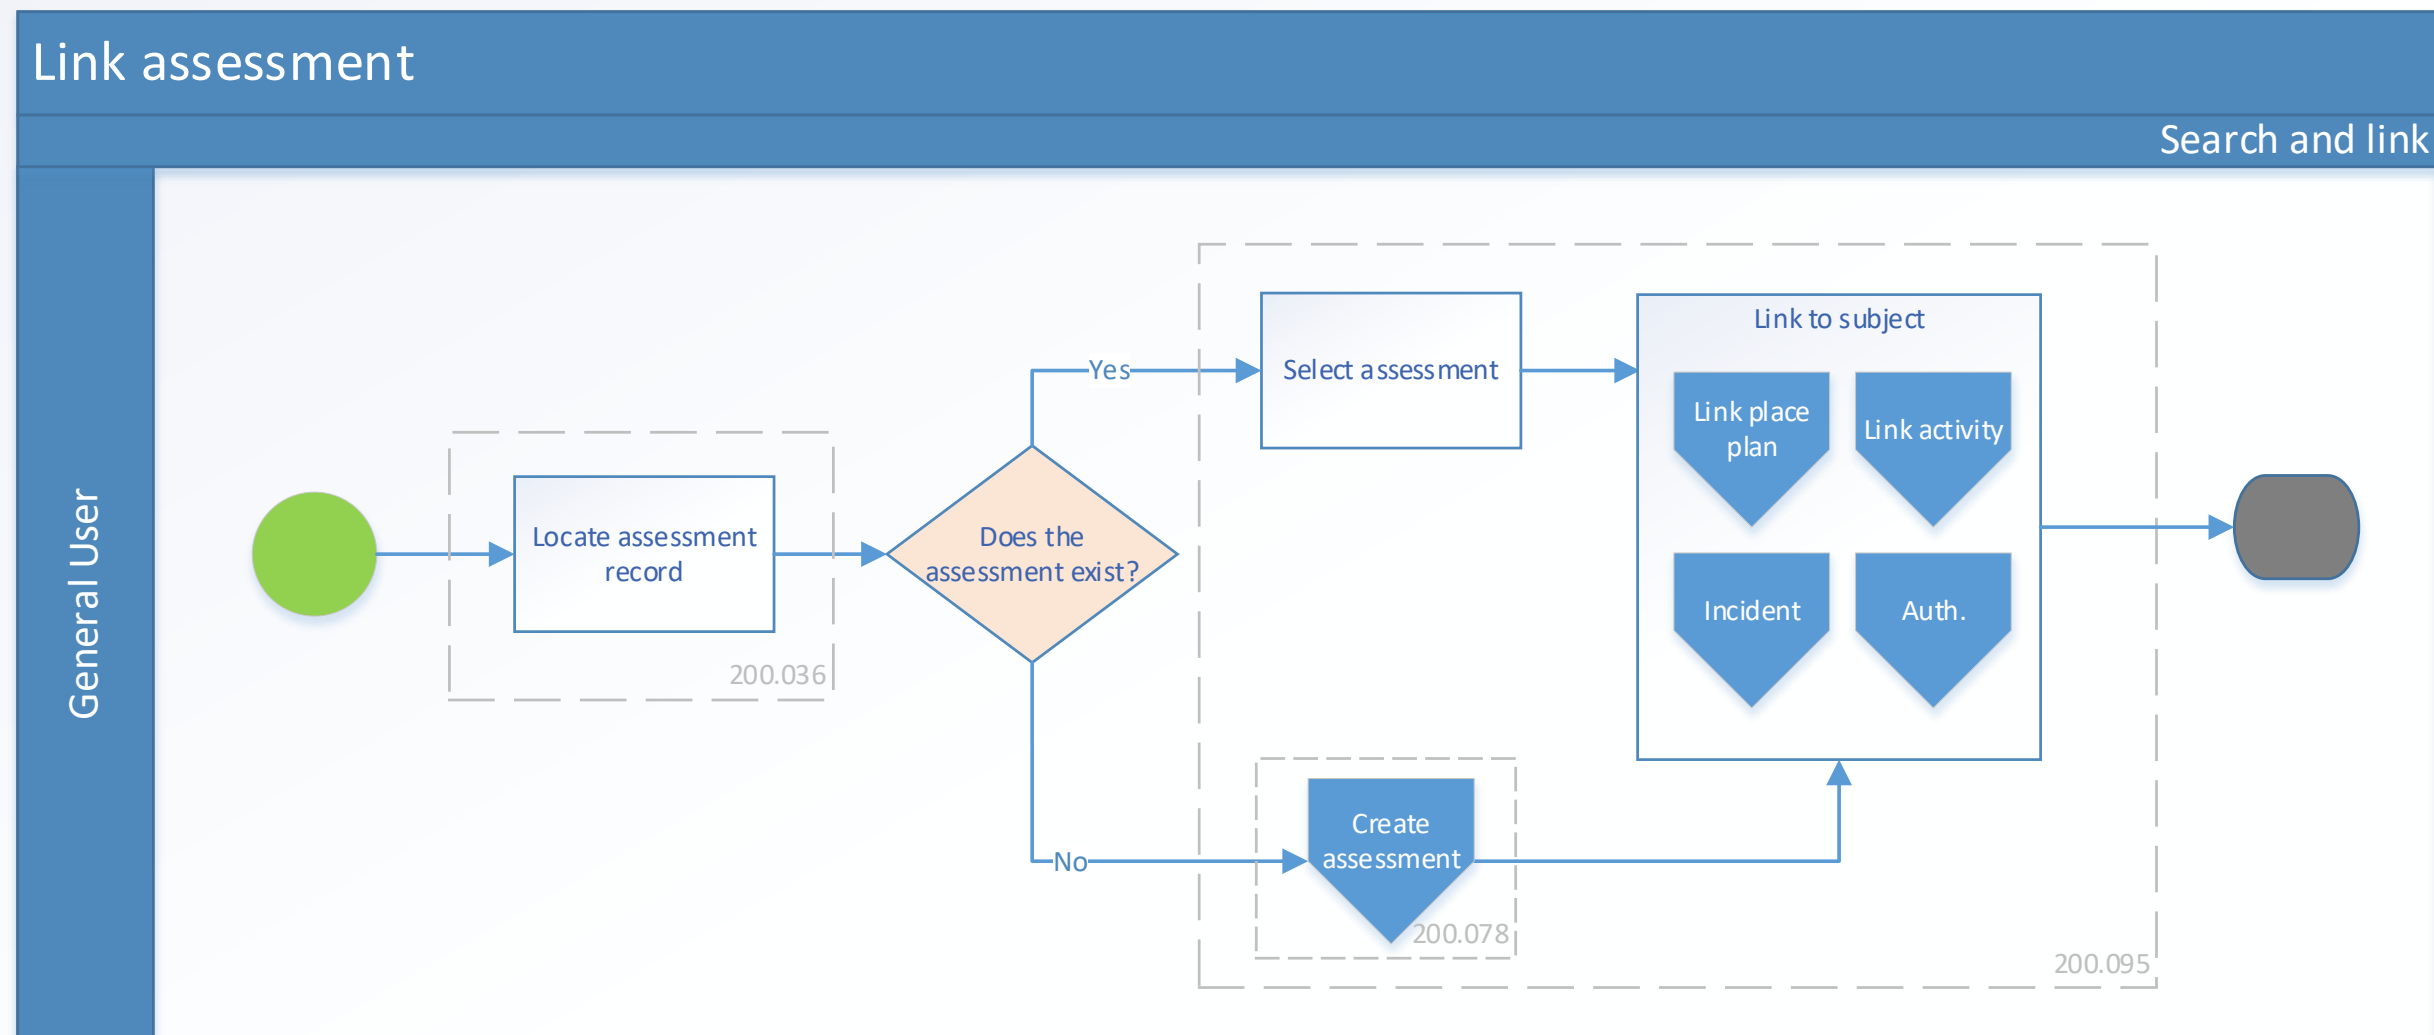 Link assessment
Search and link
General User
Locate assessment
record
200.036
Does the
assessment exist?
Yes
No
Select assessment
Link to subject
Link place
plan
Link activity
Incident
Auth.
Create
assessment
200.078
200.095